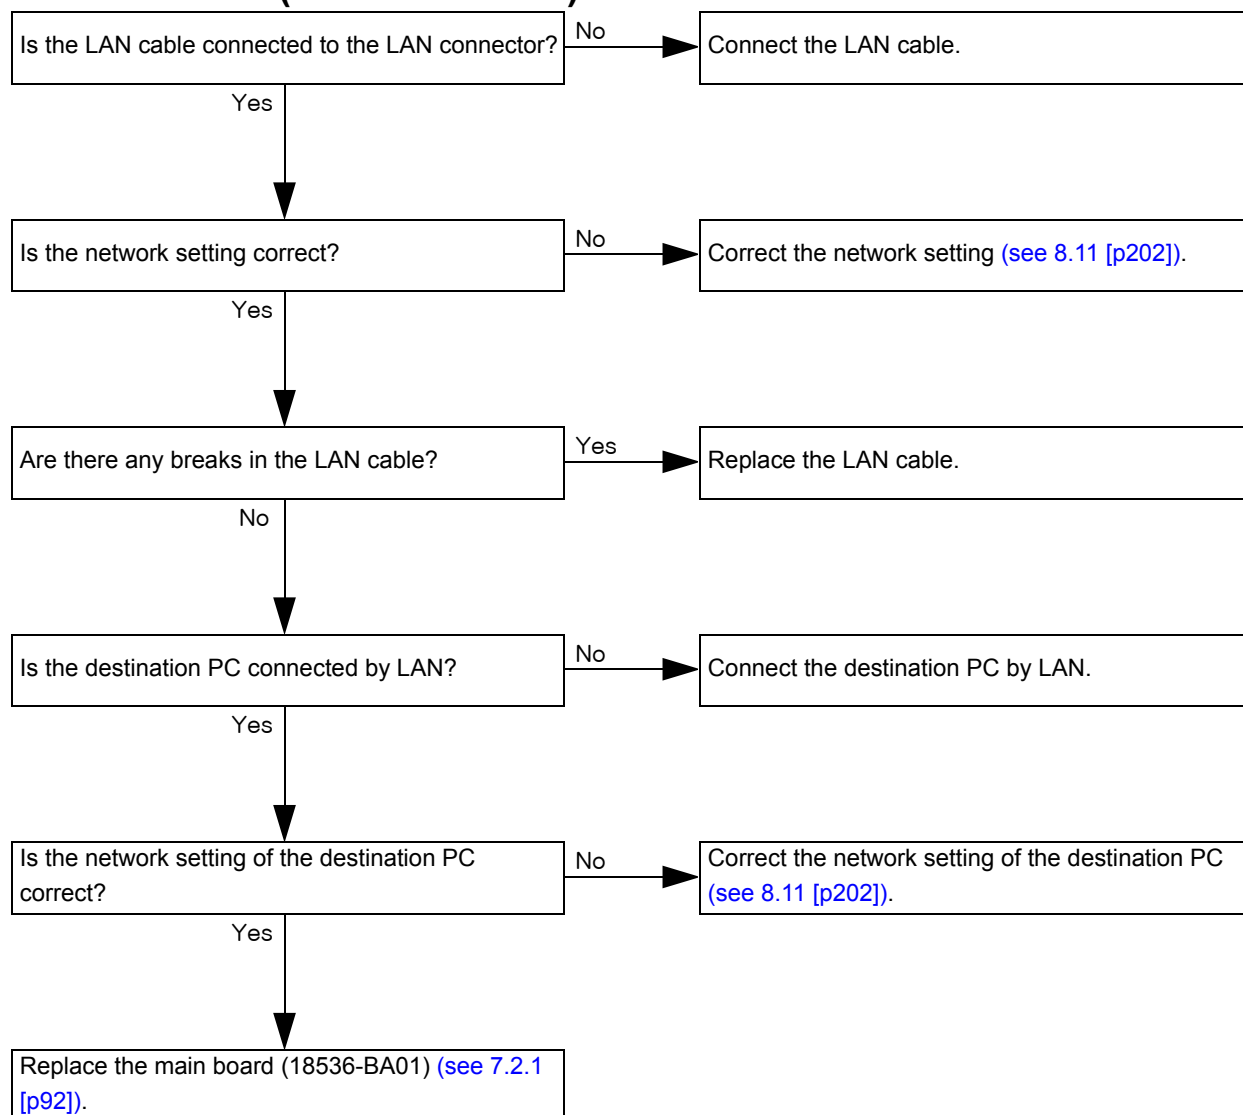 Is the LAN cable connected to the LAN connector?
No
Connect the LAN cable.
Yes
Is the network setting correct?
No
Correct the network setting (see 8.11 [p202]).
Yes
Are there any breaks in the LAN cable?
Yes
Replace the LAN cable.
No
Is the destination PC connected by LAN?
No
Connect the destination PC by LAN.
Yes
Is the network setting of the destination PC
correct?
No
Correct the network setting of the destination PC
(see 8.11 [p202]).
Yes
Replace the main board (18536-BA01) (see 7.2.1
[p92]).